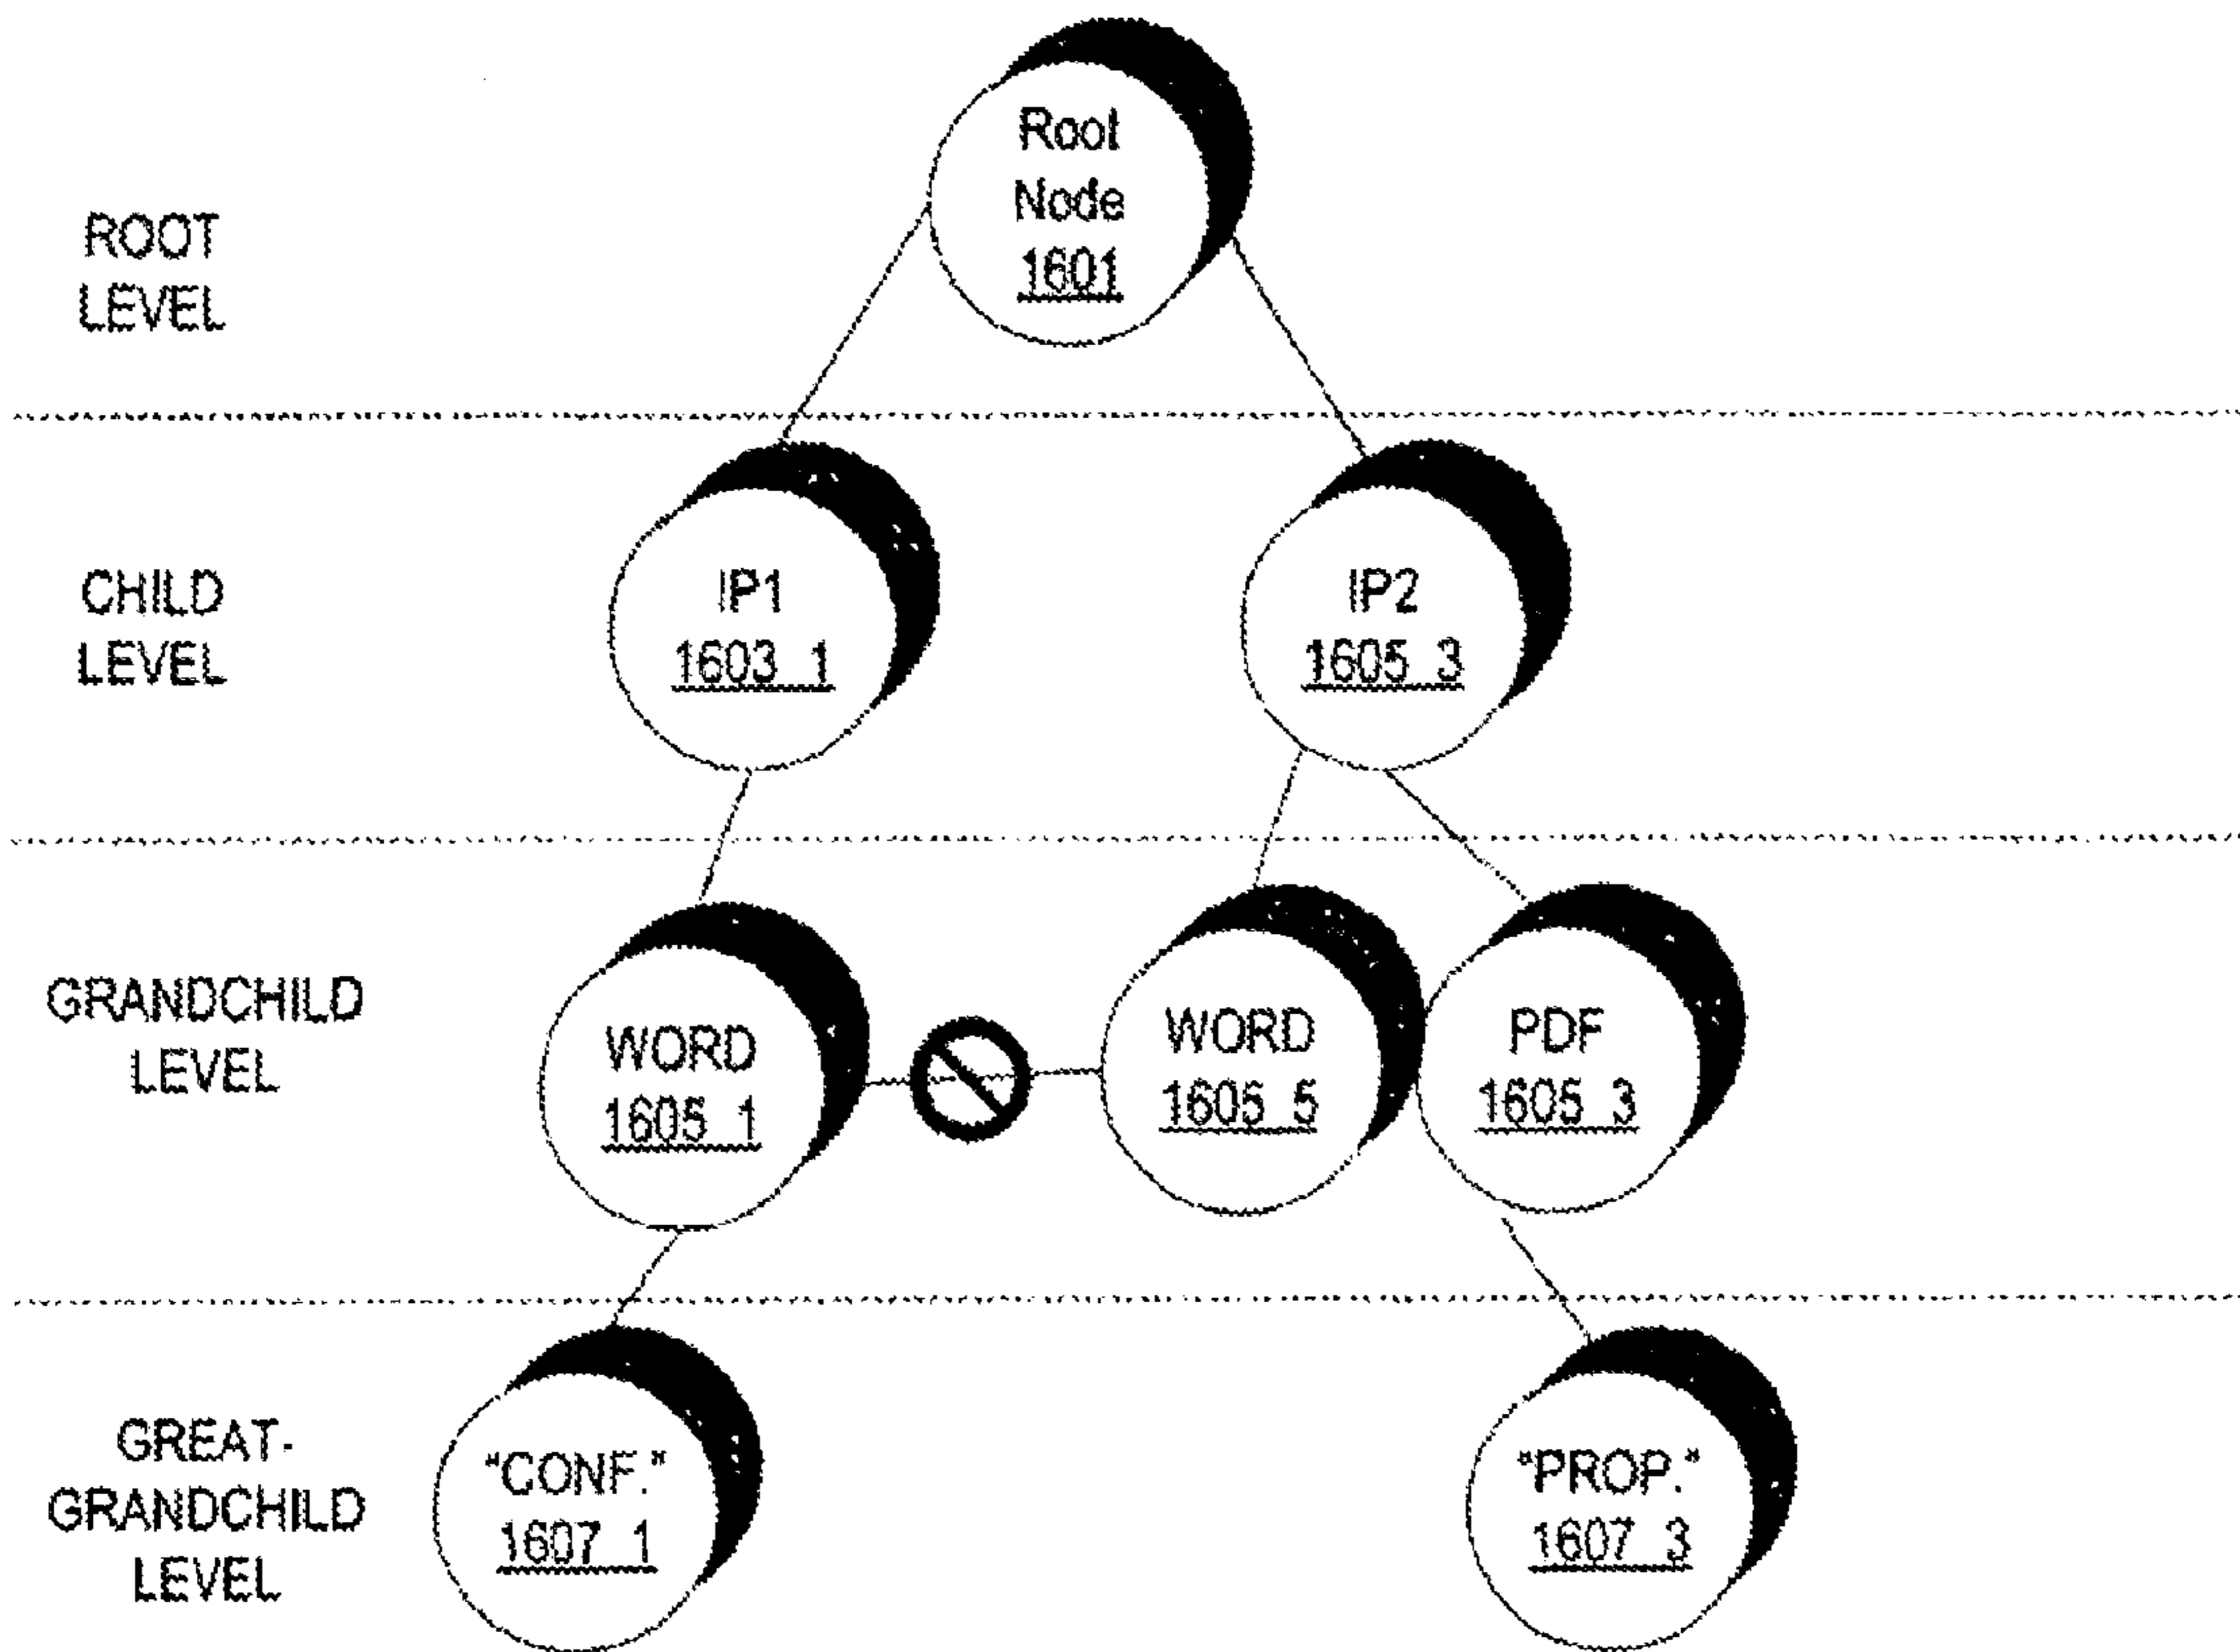 Root
Node
1601
ROOT
LEVEL
CHILD
LEVEL
IP1
1603_1
IP2
1605_3
GRANDCHILD
LEVEL
WORD
1605_1
WORD
1605_5
PDF
1605_3
GREAT-
GRANDCHILD
LEVEL
"CONF."
1607_1
"PROP."
1607_3